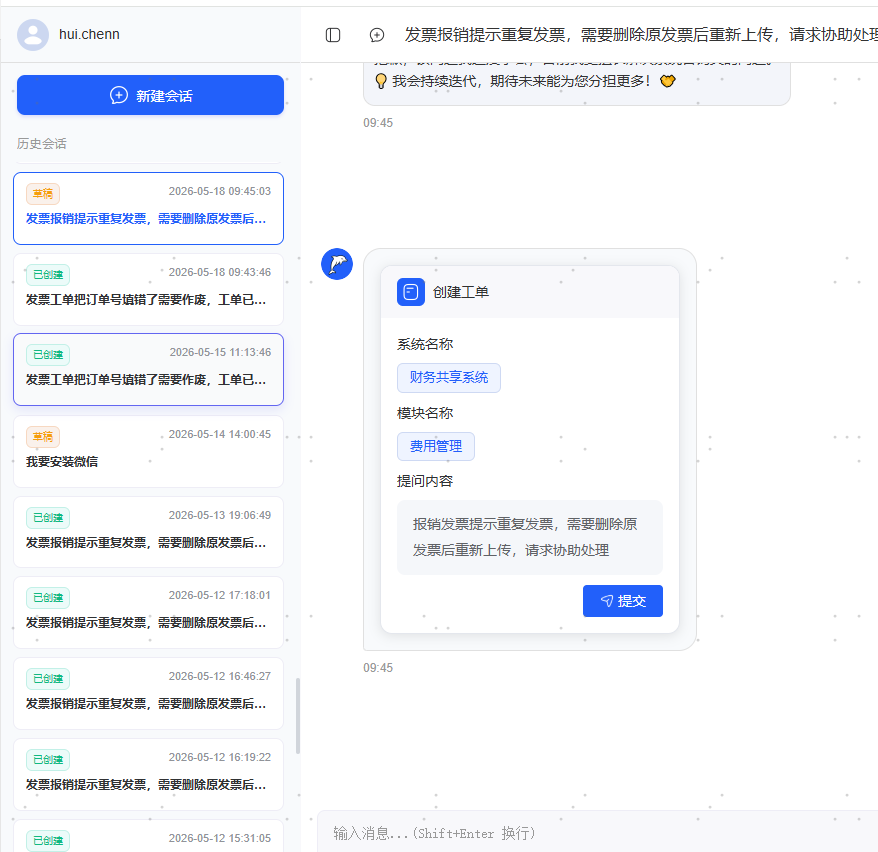 hui.chenn
新建会话
历史会话
草稿
2026-05-18 09:45:03
发票报销提示重复发票，需要删除原发票后...
已创建
2026-05-18 09:43:46
发票工单把订单号填错了需要作废，工单已...
已创建
2026-05-15 11:13:46
发票工单把订单号填错了需要作废，工单已...
草稿
2026-05-14 14:00:45
我要安装微信
已创建
2026-05-13 19:06:49
发票报销提示重复发票，需要删除原发票后...
已创建
2026-05-12 17:18:01
发票报销提示重复发票，需要删除原发票后...
已创建
2026-05-12 16:46:27
发票报销提示重复发票，需要删除原发票后...
已创建
2026-05-12 16:19:22
发票报销提示重复发票，需要删除原发票后...
已创建
2026-05-12 15:31:05
发票报销提示重复发票，需要删除原发票后重新上传，请求协助处理
💡 我会持续迭代，期待未来能为您分担更多！🤝
09:45
创建工单
系统名称
财务共享系统
模块名称
费用管理
提问内容
报销发票提示重复发票，需要删除原
发票后重新上传，请求协助处理
提交
09:45
输入消息...(Shift+Enter 换行)